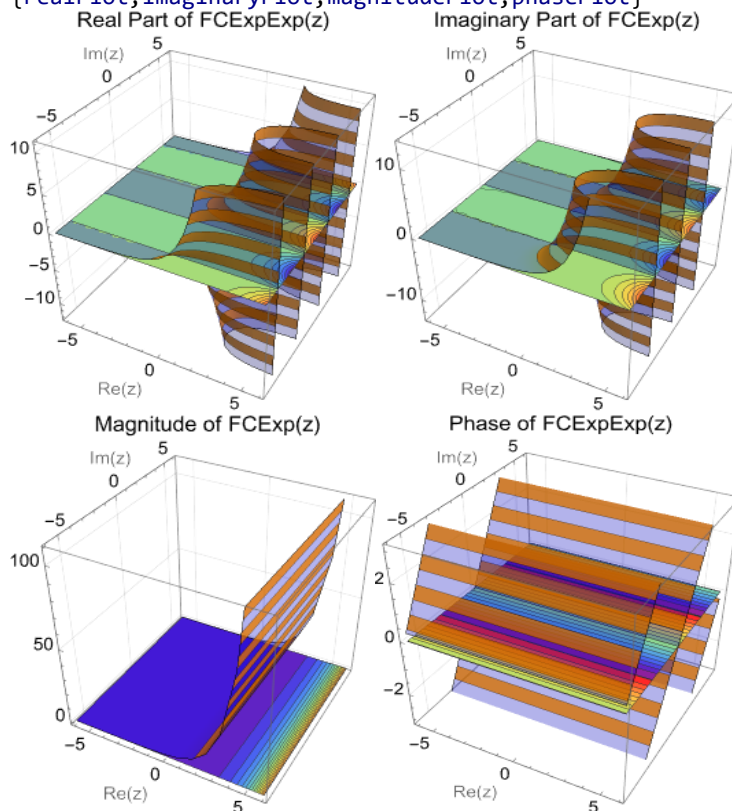 {realPlot,imaginaryPlot,magnitudePlot,phasePlot}
Real Part of FCExpExp(z)
Im(z)
5
0
−5
10
5
0
−5
−10
−5
0
5
Re(z)
Imaginary Part of FCExp(z)
Im(z)
5
0
−5
10
0
−10
−5
0
5
Re(z)
Magnitude of FCExp(z)
Im(z)
5
0
−5
100
50
0
−5
0
5
Re(z)
Phase of FCExpExp(z)
Im(z)
5
0
−5
2
0
−2
−5
0
5
Re(z)